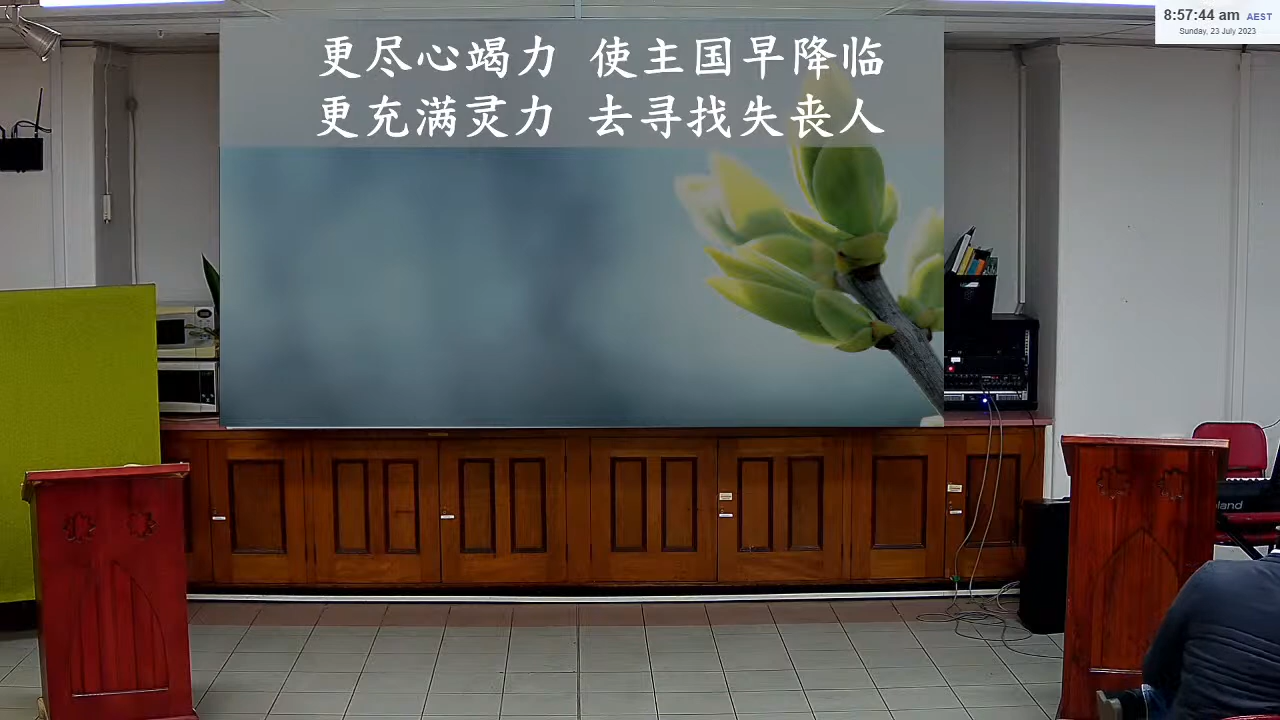 8:57:44 am AEST
Sunday, 23 July 2023
更尽心竭力 使主国早降临
更充满灵力 去寻找失丧人
land